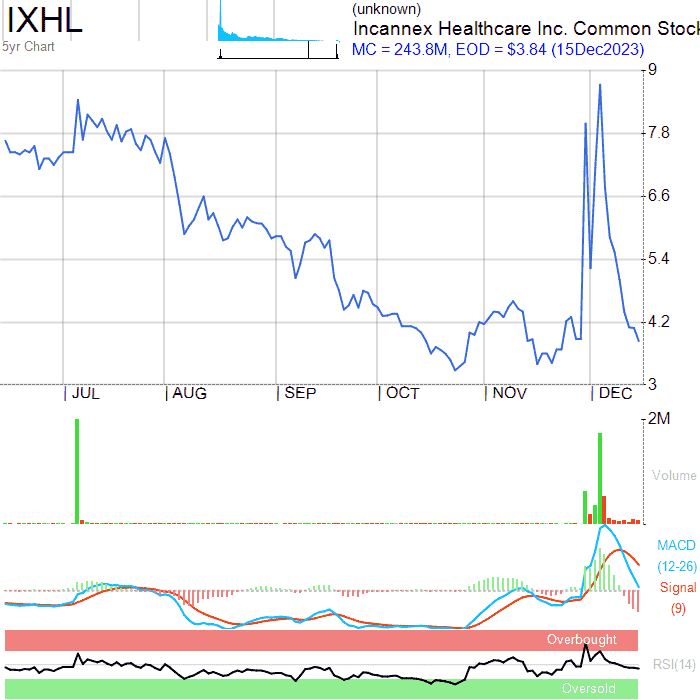 IXHL
5yr Chart
(unknown)
Incannex Healthcare Inc. Common Stock
MC = 243.8M, EOD = $3.84 (15Dec2023)
9
7.8
6.6
5.4
4.2
3
JUL AUG SEP OCT NOV DEC
2M
Volume
MACD
(12-26)
Signal
(9)
Overbought
RSI(14)
Oversold